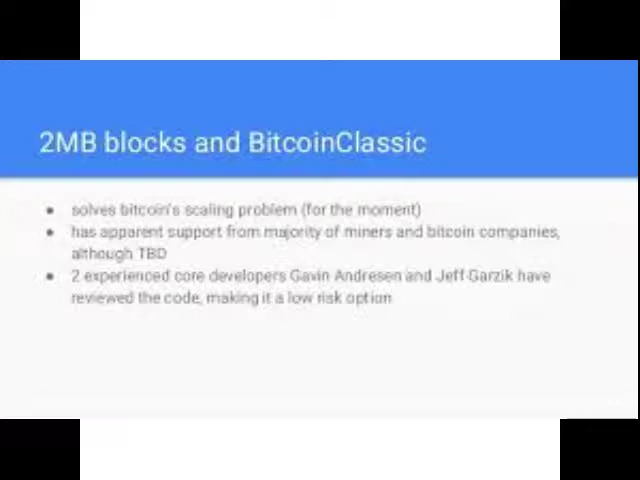 2MB blocks and BitcoinClassic
● solves bitcoin's scaling problem (for the moment)
● has apparent support from majority of miners and bitcoin companies,
although TBD
● 2 experienced core developers Gavin Andresen and Jeff Garzik have
reviewed the code, making it a low risk option